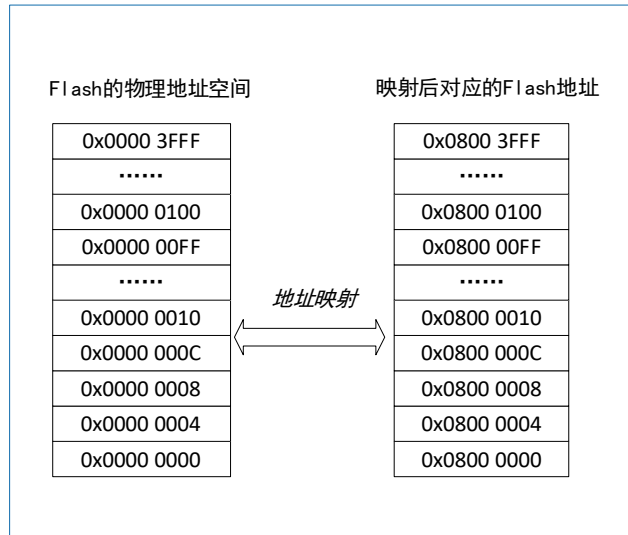 Flash的物理地址空间
映射后对应的Flash地址
0x0000 3FFF
0x0800 3FFF
······
······
0x0000 0100
0x0800 0100
0x0000 00FF
0x0800 00FF
······
······
地址映射
0x0000 0010
0x0800 0010
0x0000 000C
0x0800 000C
0x0000 0008
0x0800 0008
0x0000 0004
0x0800 0004
0x0000 0000
0x0800 0000